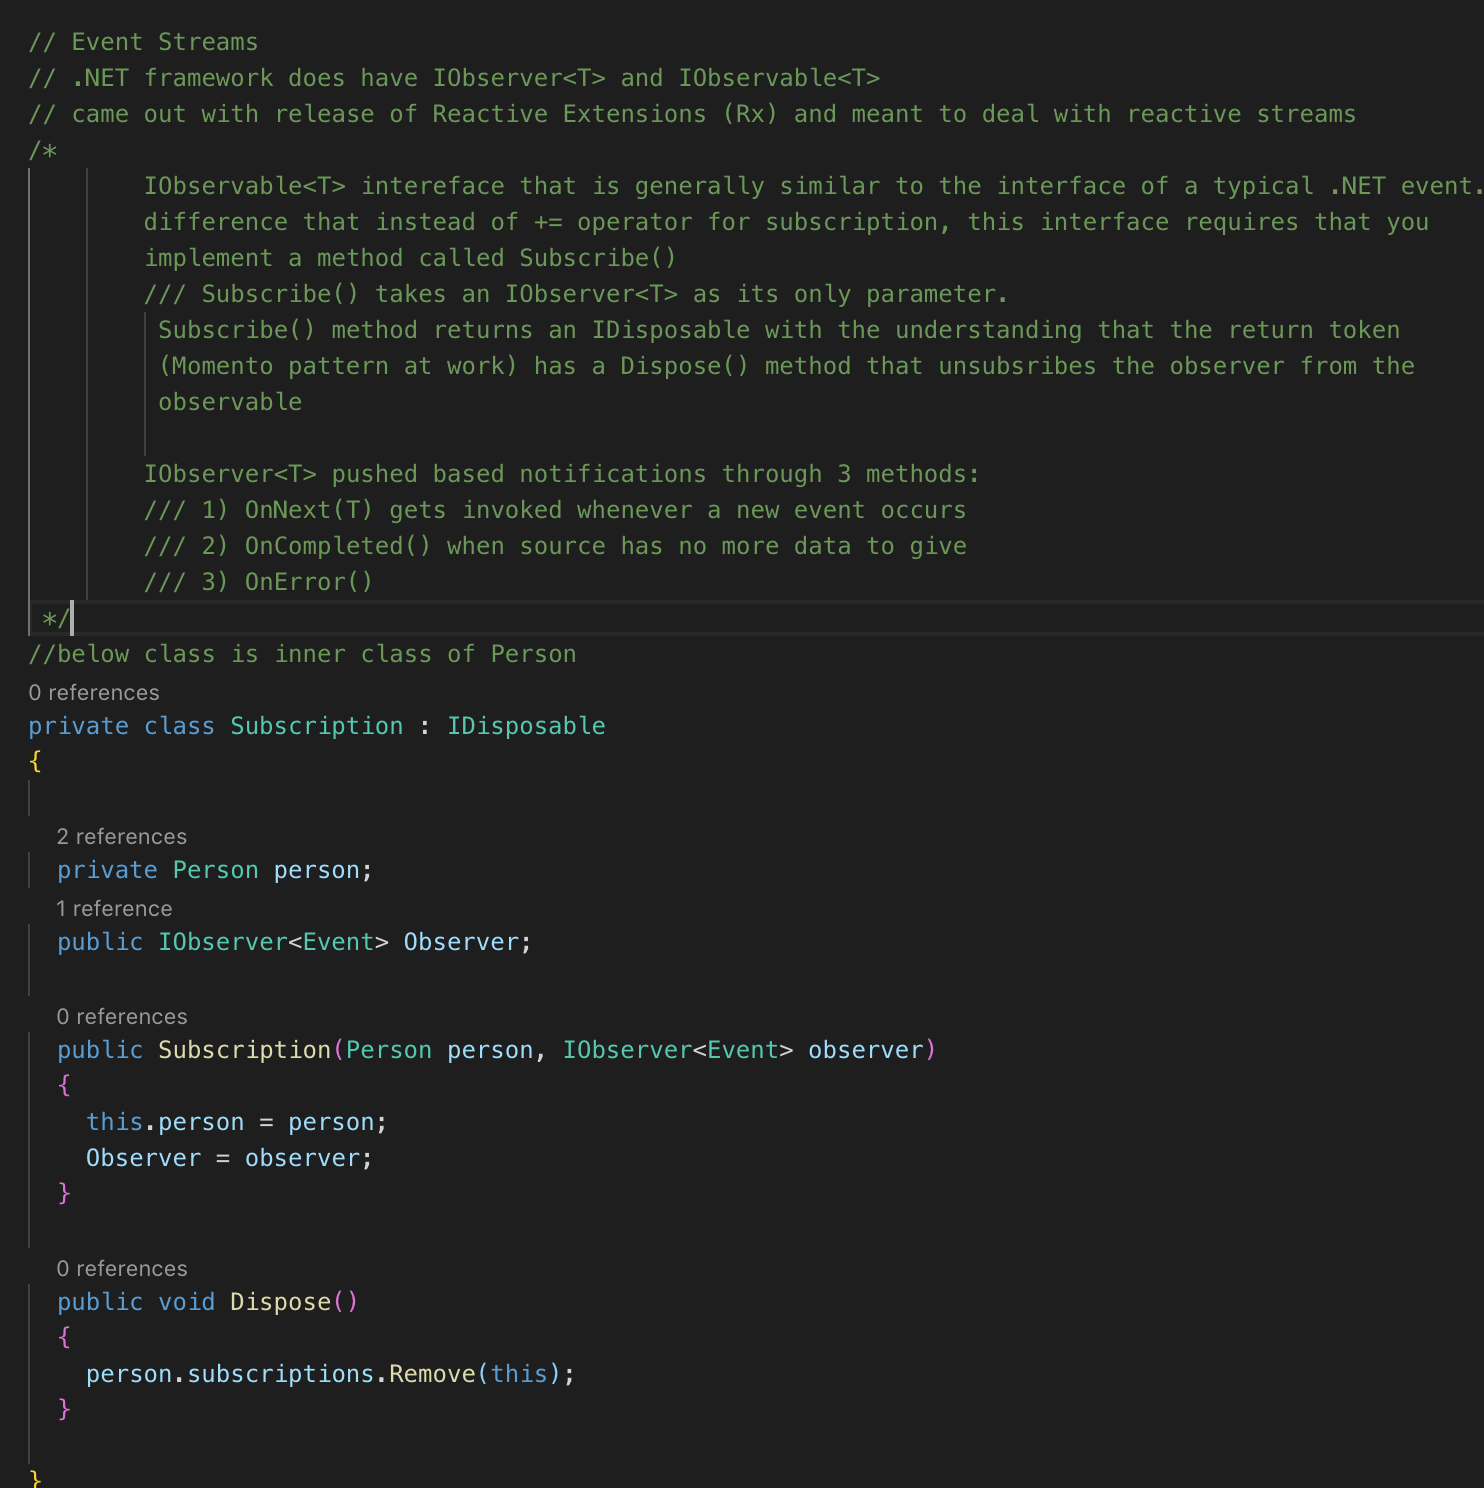 // Event Streams
// .NET framework does have IObserver<T> and IObservable<T>
// came out with release of Reactive Extensions (Rx) and meant to deal with reactive streams
/*
IObservable<T> intereface that is generally similar to the interface of a typical .NET event.
difference that instead of += operator for subscription, this interface requires that you
implement a method called Subscribe()
/// Subscribe() takes an IObserver<T> as its only parameter.
Subscribe() method returns an IDisposable with the understanding that the return token
(Momento pattern at work) has a Dispose() method that unsubsribes the observer from the
observable
IObserver<T> pushed based notifications through 3 methods:
/// 1) OnNext(T) gets invoked whenever a new event occurs
/// 2) OnCompleted() when source has no more data to give
/// 3) OnError()
*/
//below class is inner class of Person
0 references
private class Subscription : IDisposable
{
2 references
private Person person;
1 reference
public IObserver<Event> Observer;
0 references
public Subscription(Person person, IObserver<Event> observer)
{
this.person = person;
Observer = observer;
}
0 references
public void Dispose()
{
person.subscriptions.Remove(this);
}
}